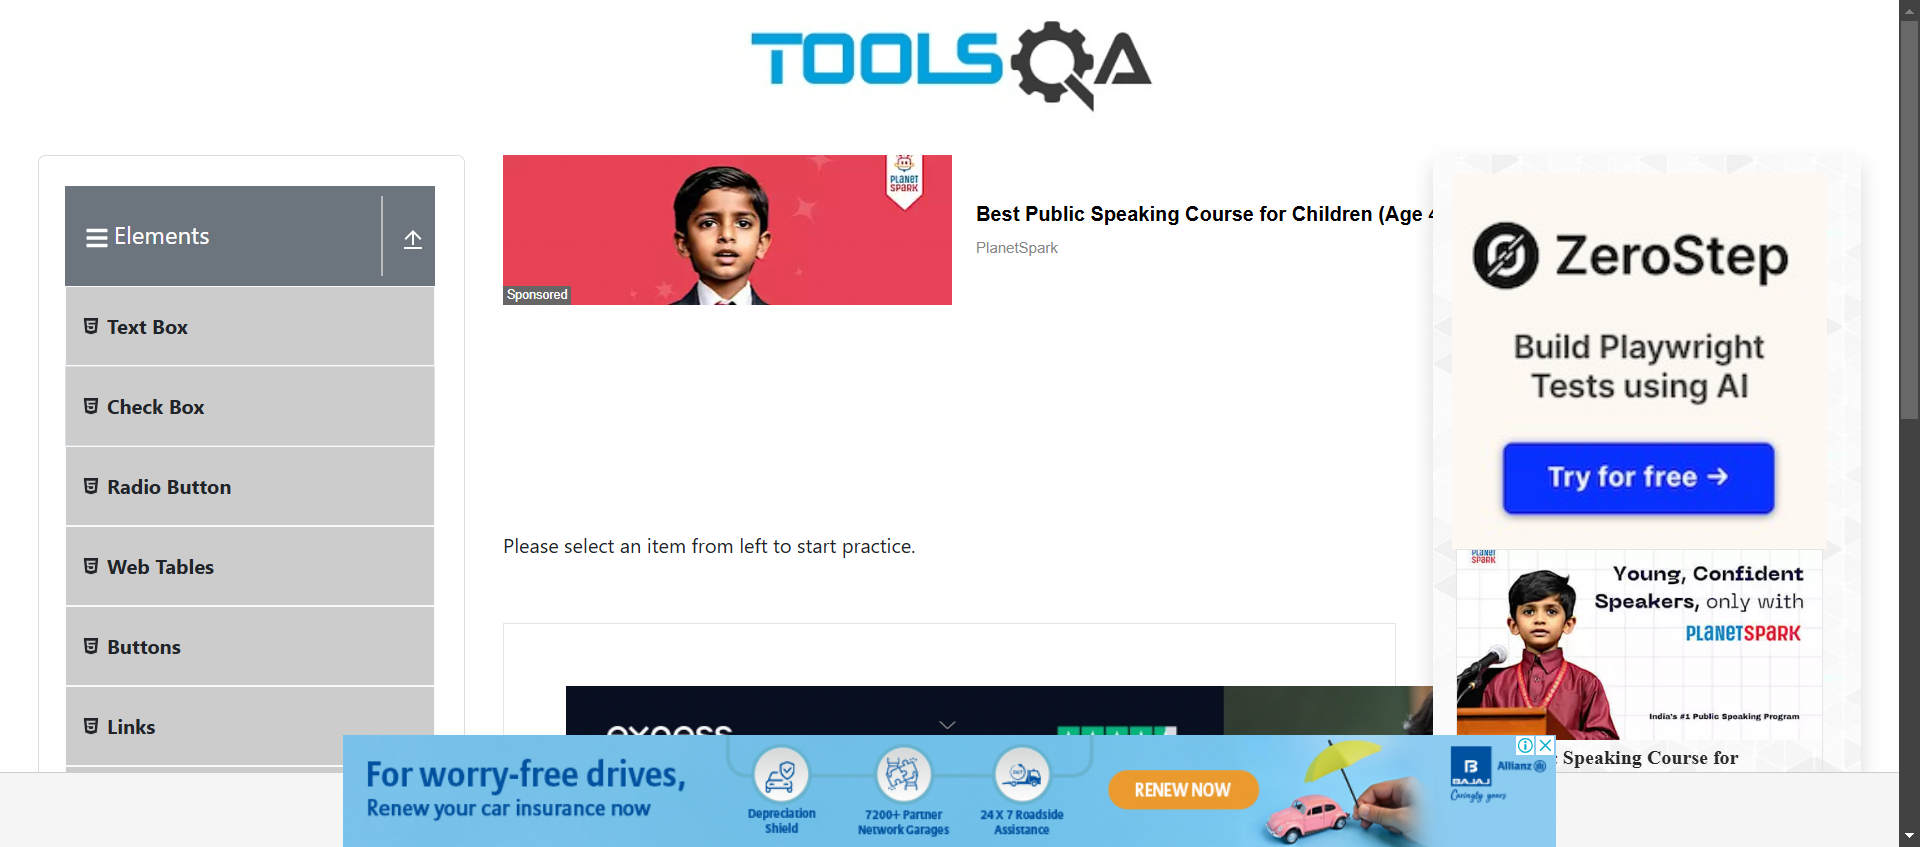 TOOLSQA
Elements
Text Box
Check Box
Radio Button
Web Tables
Buttons
Links
PLANET
SPARK
Sponsored
Best Public Speaking Course for Children (Age
PlanetSpark
Please select an item from left to start practice.
ZeroStep
Build Playwright
Tests using AI
Try for free →
PLANET
SPARK
Young, Confident
Speakers, only with
PLANETSPARK
India's #1 Public Speaking Program
Speaking Course for
For worry-free drives,
Renew your car insurance now
Depreciation
Shield
7200+ Partner
Network Garages
24 X 7 Roadside
Assistance
RENEW NOW
B
BAJAJ
Allianz
Caringly yours